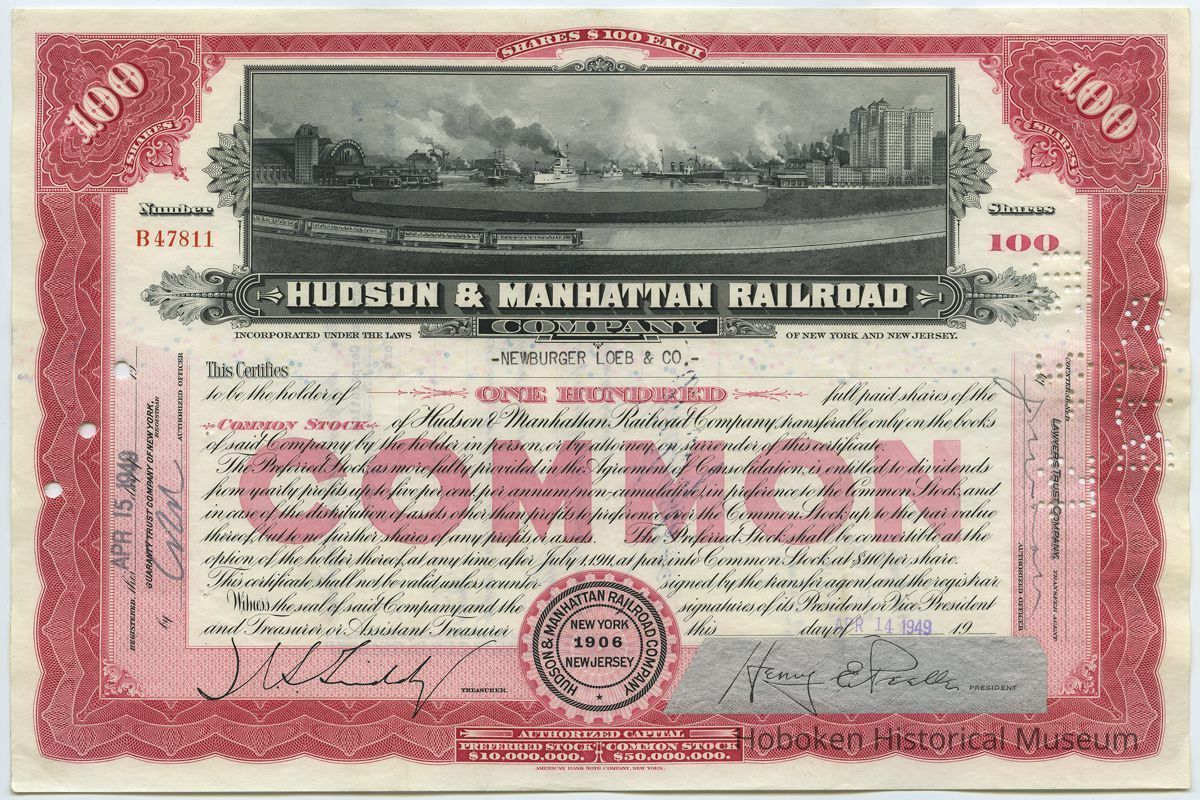 SHARES $100 EACH
100
SHARES
100
SHARES
Number
B47811
Shares
100
HUDSON & MANHATTAN RAILROAD
COMPANY
INCORPORATED UNDER THE LAWS OF NEW YORK AND NEW JERSEY.
-NEWBURGER LOEB & CO.-
This Certifies
to be the holder of ONE HUNDRED full paid shares of the
COMMON STOCK of Hudson & Manhattan Railroad Company, transferable only on the books
of said Company by the holder in person, or by attorney on surrender of this certificate.
The Preferred Stock, as more fully provided in the Agreement of Consolidation is entitled to dividends
from yearly profits up to five per cent. per annum, non-cumulative, in preference to the Common Stock, and
in case of the distribution of assets other than profits to preference over the Common Stock up to the par value
thereof, but to no further shares of any profits or assets. The Preferred Stock shall be convertible at the
option of the holder thereof, at any time after July 1, 1911, at par, into Common Stock at $110 per share.
This certificate shall not be valid unless countersigned by the transfer agent and the registrar.
Witness the seal of said Company and the signatures of its President or Vice President
and Treasurer or Assistant Treasurer this day of APR 14 1949 19
COMMON
TREASURER.
HUDSON & MANHATTAN RAILROAD COMPANY
NEW YORK
1906
NEW JERSEY
PRESIDENT
REGISTERED this day of 19
APR 15 1949
GUARANTY TRUST COMPANY OF NEW YORK,
REGISTRAR
by
AUTHORIZED OFFICER
COUNTERSIGNED
LAWYERS TRUST COMPANY, TRANSFER AGENT
by
AUTHORIZED OFFICER
AUTHORIZED CAPITAL
PREFERRED STOCK COMMON STOCK
$10,000,000. $50,000,000.
AMERICAN BANK NOTE COMPANY, NEW YORK.
Hoboken Historical Museum